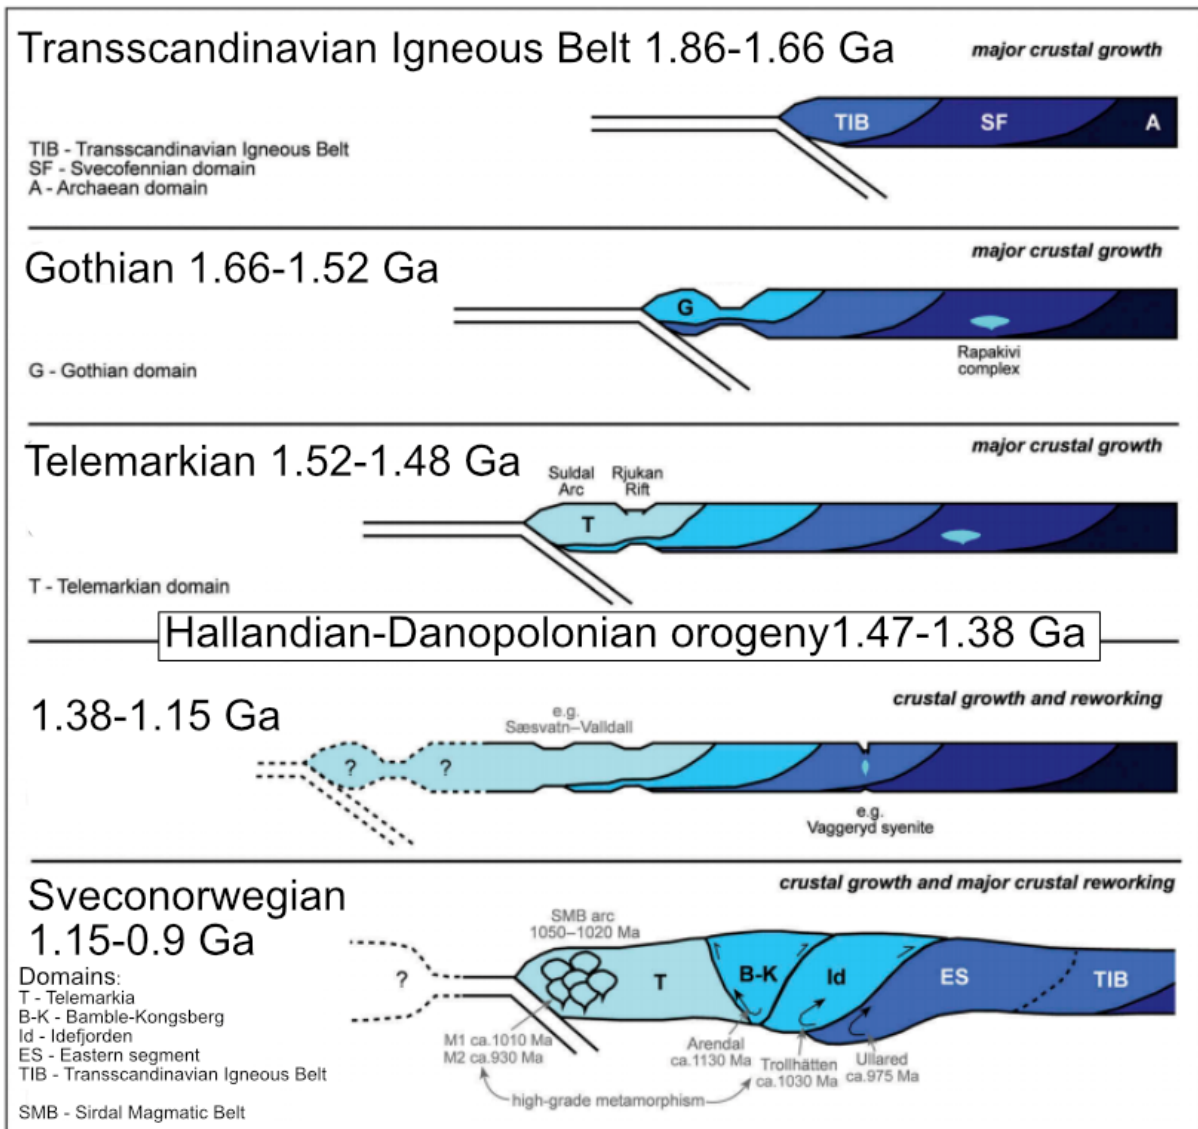 Transscandinavian Igneous Belt 1.86-1.66 Ga
major crustal growth
TIB
SF
A
TIB - Transscandinavian Igneous Belt
SF - Svecofennian domain
A - Archaean domain
Gothian 1.66-1.52 Ga
major crustal growth
G
Rapakivi
complex
G - Gothian domain
Telemarkian 1.52-1.48 Ga
major crustal growth
Suldal
Arc
Rjukan
Rift
T
T - Telemarkian domain
Hallandian-Danopolonian orogeny1.47-1.38 Ga
1.38-1.15 Ga
crustal growth and reworking
e.g.
Sæsvatn–Valldall
?
?
e.g.
Vaggeryd syenite
Sveconorwegian
1.15-0.9 Ga
crustal growth and major crustal reworking
SMB arc
1050–1020 Ma
?
T
B-K
Id
ES
TIB
Domains:
T - Telemarkia
B-K - Bamble-Kongsberg
Id - Idefjorden
ES - Eastern segment
TIB - Transscandinavian Igneous Belt
SMB - Sirdal Magmatic Belt
M1 ca.1010 Ma
M2 ca.930 Ma
Arendal
ca.1130 Ma
Trollhätten
ca.1030 Ma
Ullared
ca.975 Ma
high-grade metamorphism